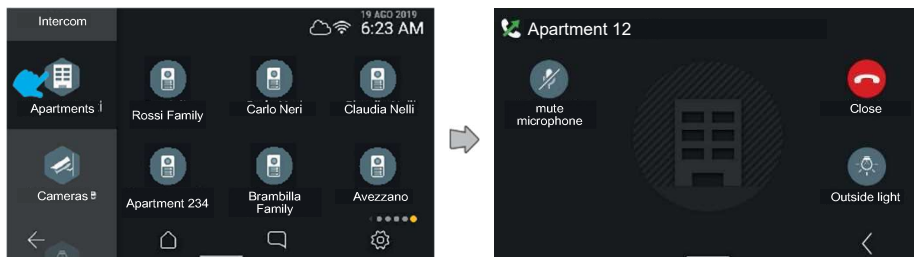 Intercom
19 AGO 2019
6:23 AM
Apartments
Rossi Family
Carlo Neri
Claudia Nelli
Cameras
Apartment 234
Brambilla
Family
Avezzano
Apartment 12
mute
microphone
Close
Outside light